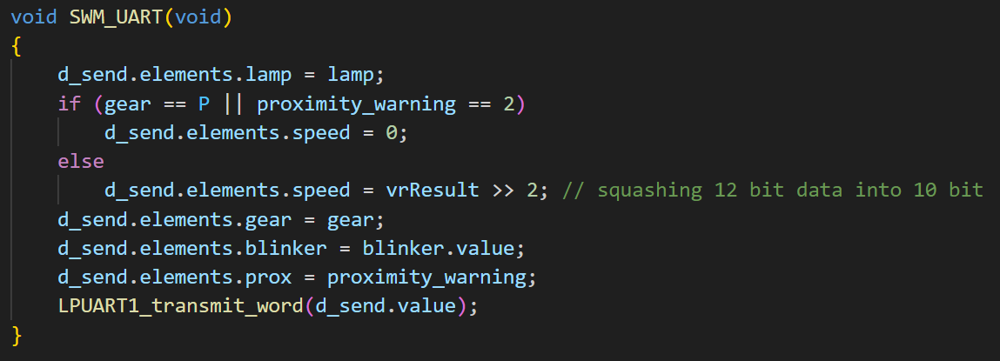 void SWM_UART(void)
{
    d_send.elements.lamp = lamp;
    if (gear == P || proximity_warning == 2)
        d_send.elements.speed = 0;
    else
        d_send.elements.speed = vrResult >> 2; // squashing 12 bit data into 10 bit
    d_send.elements.gear = gear;
    d_send.elements.blinker = blinker.value;
    d_send.elements.prox = proximity_warning;
    LPUART1_transmit_word(d_send.value);
}